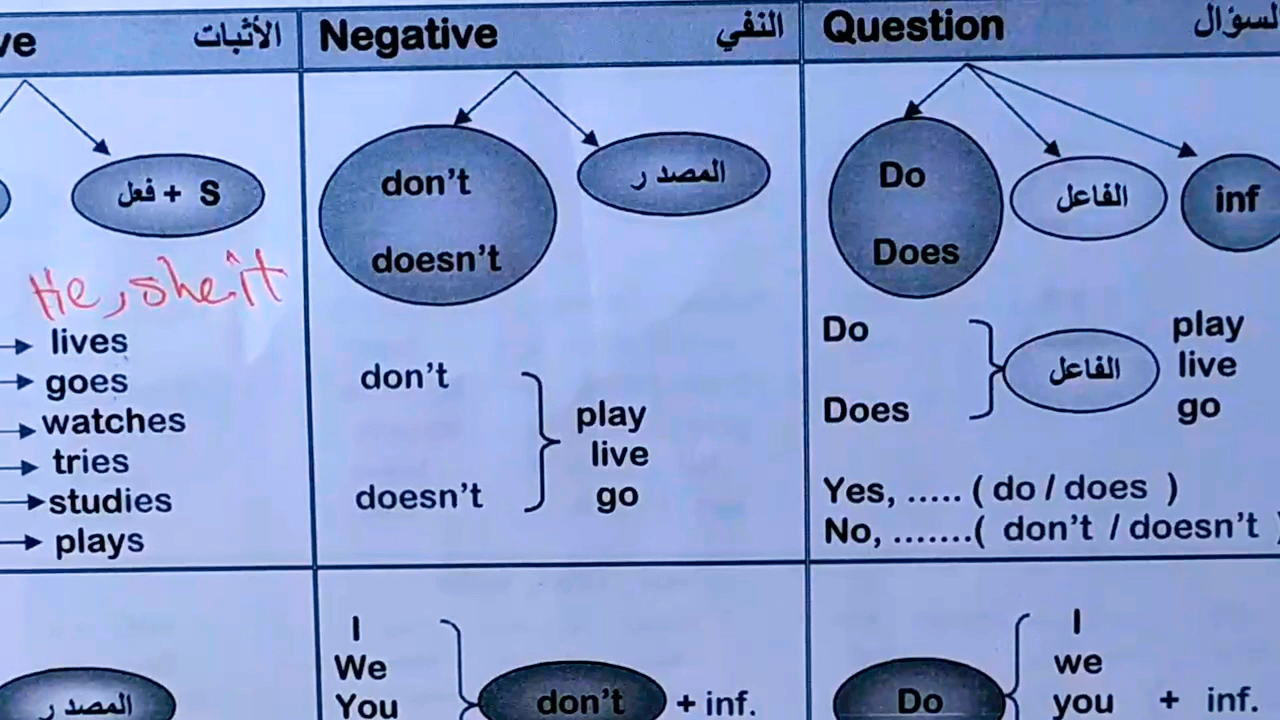 ve الأثبات
S + فعل
He, she, it
lives
goes
watches
tries
studies
plays
المصدر
Negative النفي
don't
doesn't
المصدر
don't
doesn't
play
live
go
I
We
You
don't + inf.
Question السؤال
Do
Does
الفاعل
inf
Do
Does
الفاعل
play
live
go
Yes, ..... ( do / does )
No, .......( don't / doesn't )
Do
I
we
you
+ inf.